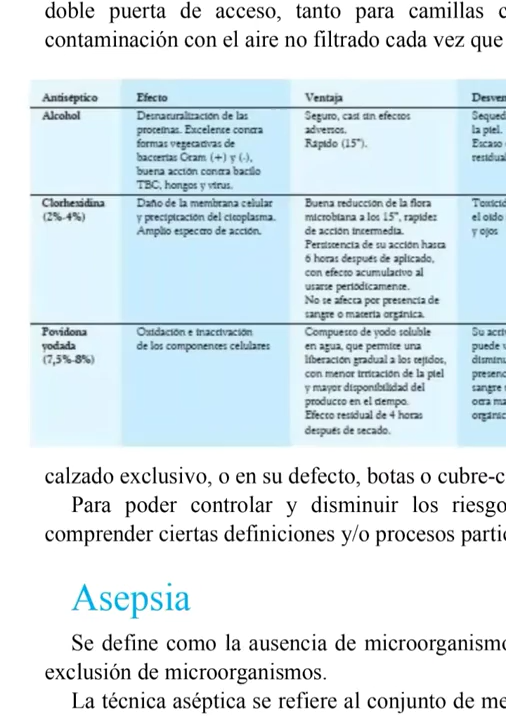 doble puerta de acceso, tanto para camillas c
contaminación con el aire no filtrado cada vez que
Antiséptico Efecto Ventaja Desven
Alcohol Desnaturalización de las Seguro, casi sin efectos Sequed
proteínas. Excelente contra adversos. la piel.
formas vegetativas de Rápido (15"). Escaso
bacterias Gram (+) y (-), residual
buena acción contra bacilo
TBC, hongos y virus.
Clorhexidina Daño de la membrana celular Buena reducción de la flora Toxicid
(2%-4%) y precipitación del citoplasma. microbiana a los 15", rapidez el oído
Amplio espectro de acción. de acción intermedia. y ojos
Persistencia de su acción hasta
6 horas después de aplicado,
con efecto acumulativo al
usarse periódicamente.
No se afecta por presencia de
sangre o materia orgánica.
Povidona Oxidación e inactivación Compuesto de yodo soluble Su acti
yodada de los componentes celulares en agua, que permite una puede
(7,5%-8%) liberación gradual a los tejidos, disminu
con menor irritación de la piel presenc
y mayor disponibilidad del sangre
producto en el tiempo. otra ma
Efecto residual de 4 horas orgánic
después de secado.
calzado exclusivo, o en su defecto, botas o cubre-c
Para poder controlar y disminuir los riesgo
comprender ciertas definiciones y/o procesos partic
Asepsia
Se define como la ausencia de microorganismo
exclusión de microorganismos.
La técnica aséptica se refiere al conjunto de me